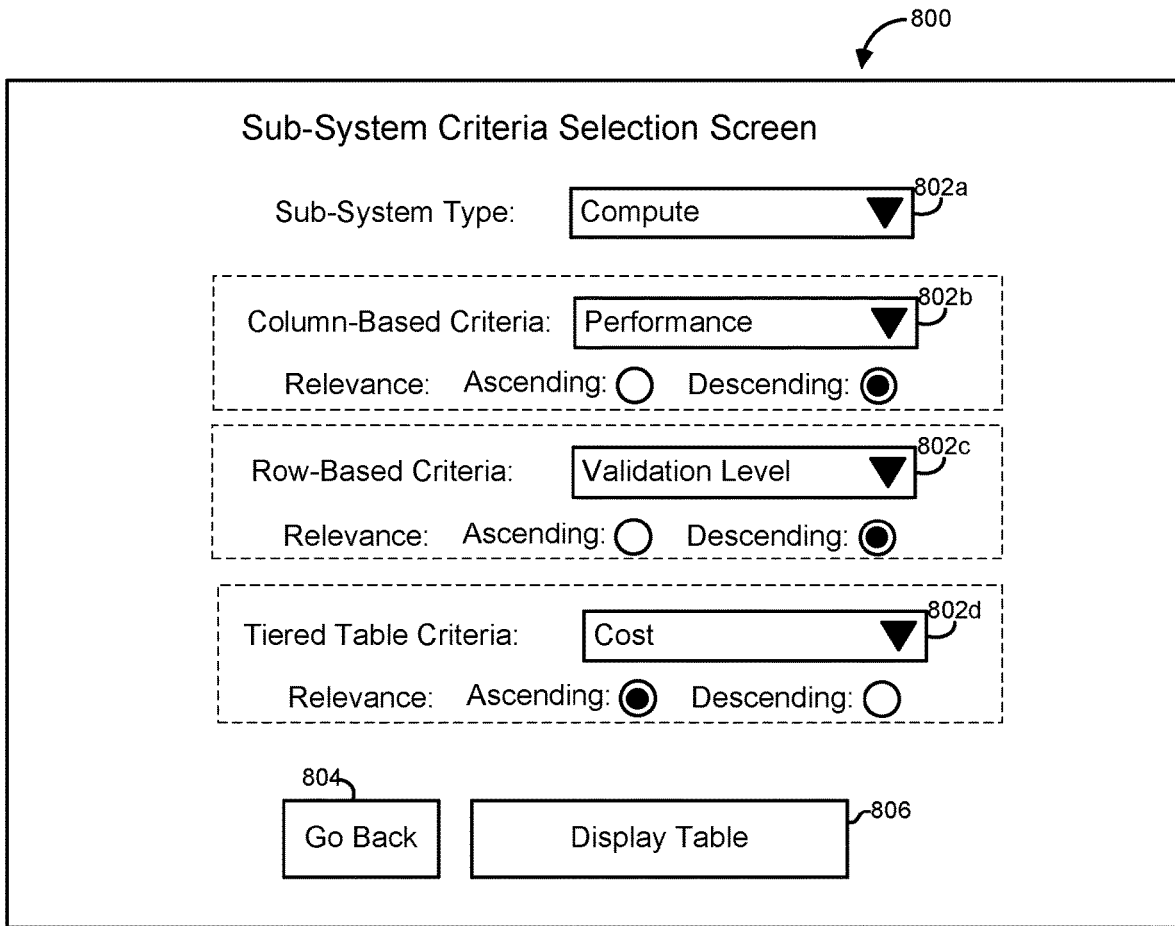 800
Sub-System Criteria Selection Screen
Sub-System Type: Compute 802a
Column-Based Criteria: Performance 802b
Relevance: Ascending: Descending:
Row-Based Criteria: Validation Level 802c
Relevance: Ascending: Descending:
Tiered Table Criteria: Cost 802d
Relevance: Ascending: Descending:
804
Go Back Display Table 806